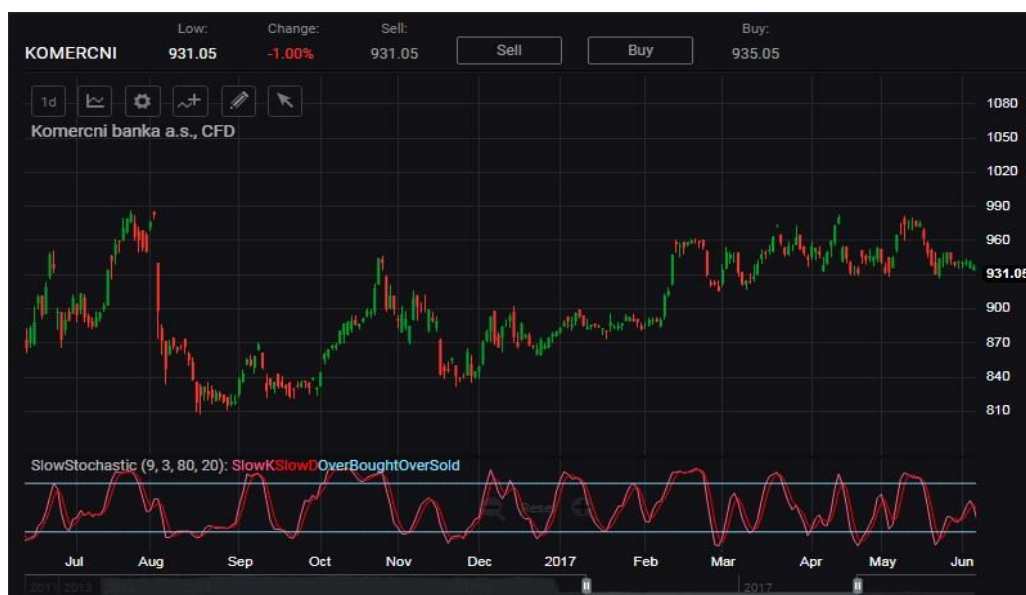 Low: Change: Sell: Buy:
KOMERCNI 931.05 -1.00% 931.05 Sell Buy 935.05
1d
Komercni banka a.s., CFD
1080
1050
1020
990
960
931.05
900
870
840
810
SlowStochastic (9, 3, 80, 20): SlowKSlowDOverBoughtOverSold
Reset
Jul Aug Sep Oct Nov Dec 2017 Feb Mar Apr May Jun
2011 2013 2017